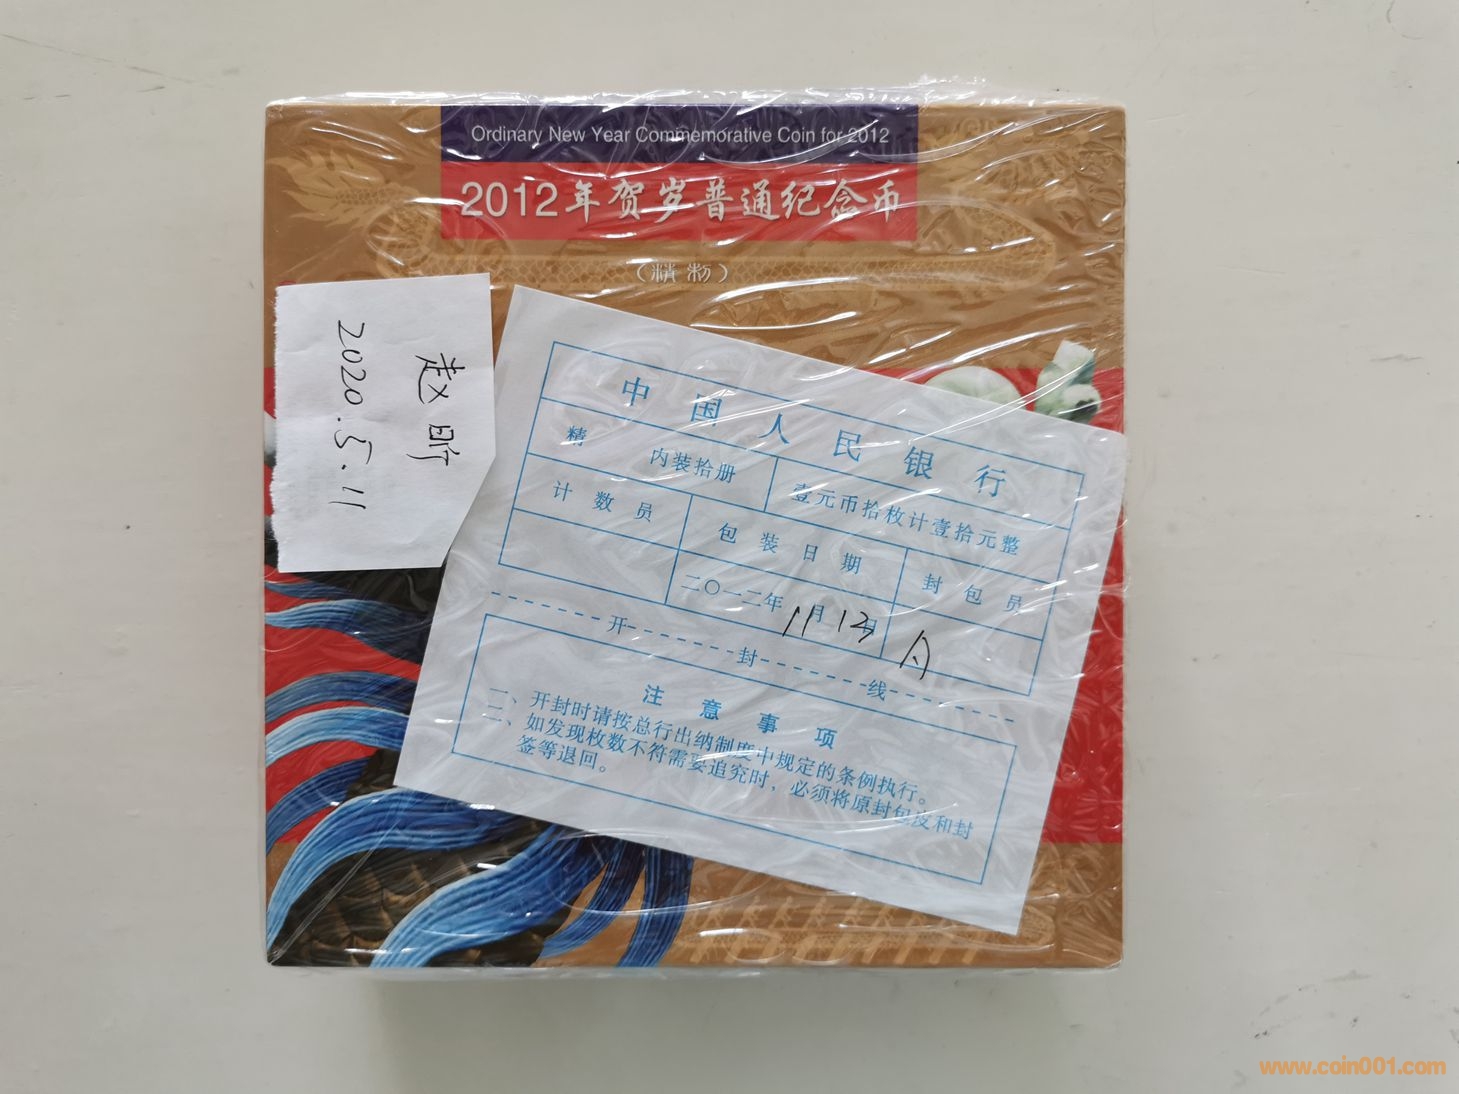 Ordinary New Year Commemorative Coin for 2012
2012年贺岁普通纪念币
(精制)
赵昕
2020.5.11
中国人民银行
精 内装拾册 壹元币拾枚计壹拾元整
计数员 包装日期 封包员
二〇一二年11月13日
开封线
注意事项
一、开封时请按总行出纳制度中规定的条例执行。
二、如发现枚数不符需要追究时，必须将原封包皮和封
签等退回。
www.coin001.com